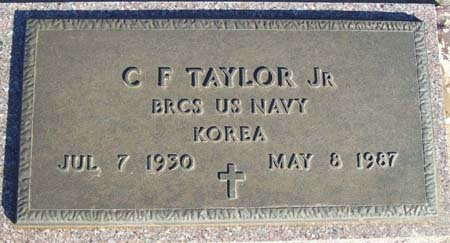 C F TAYLOR JR
BRCS US NAVY
KOREA
JUL 7 1930 MAY 8 1987